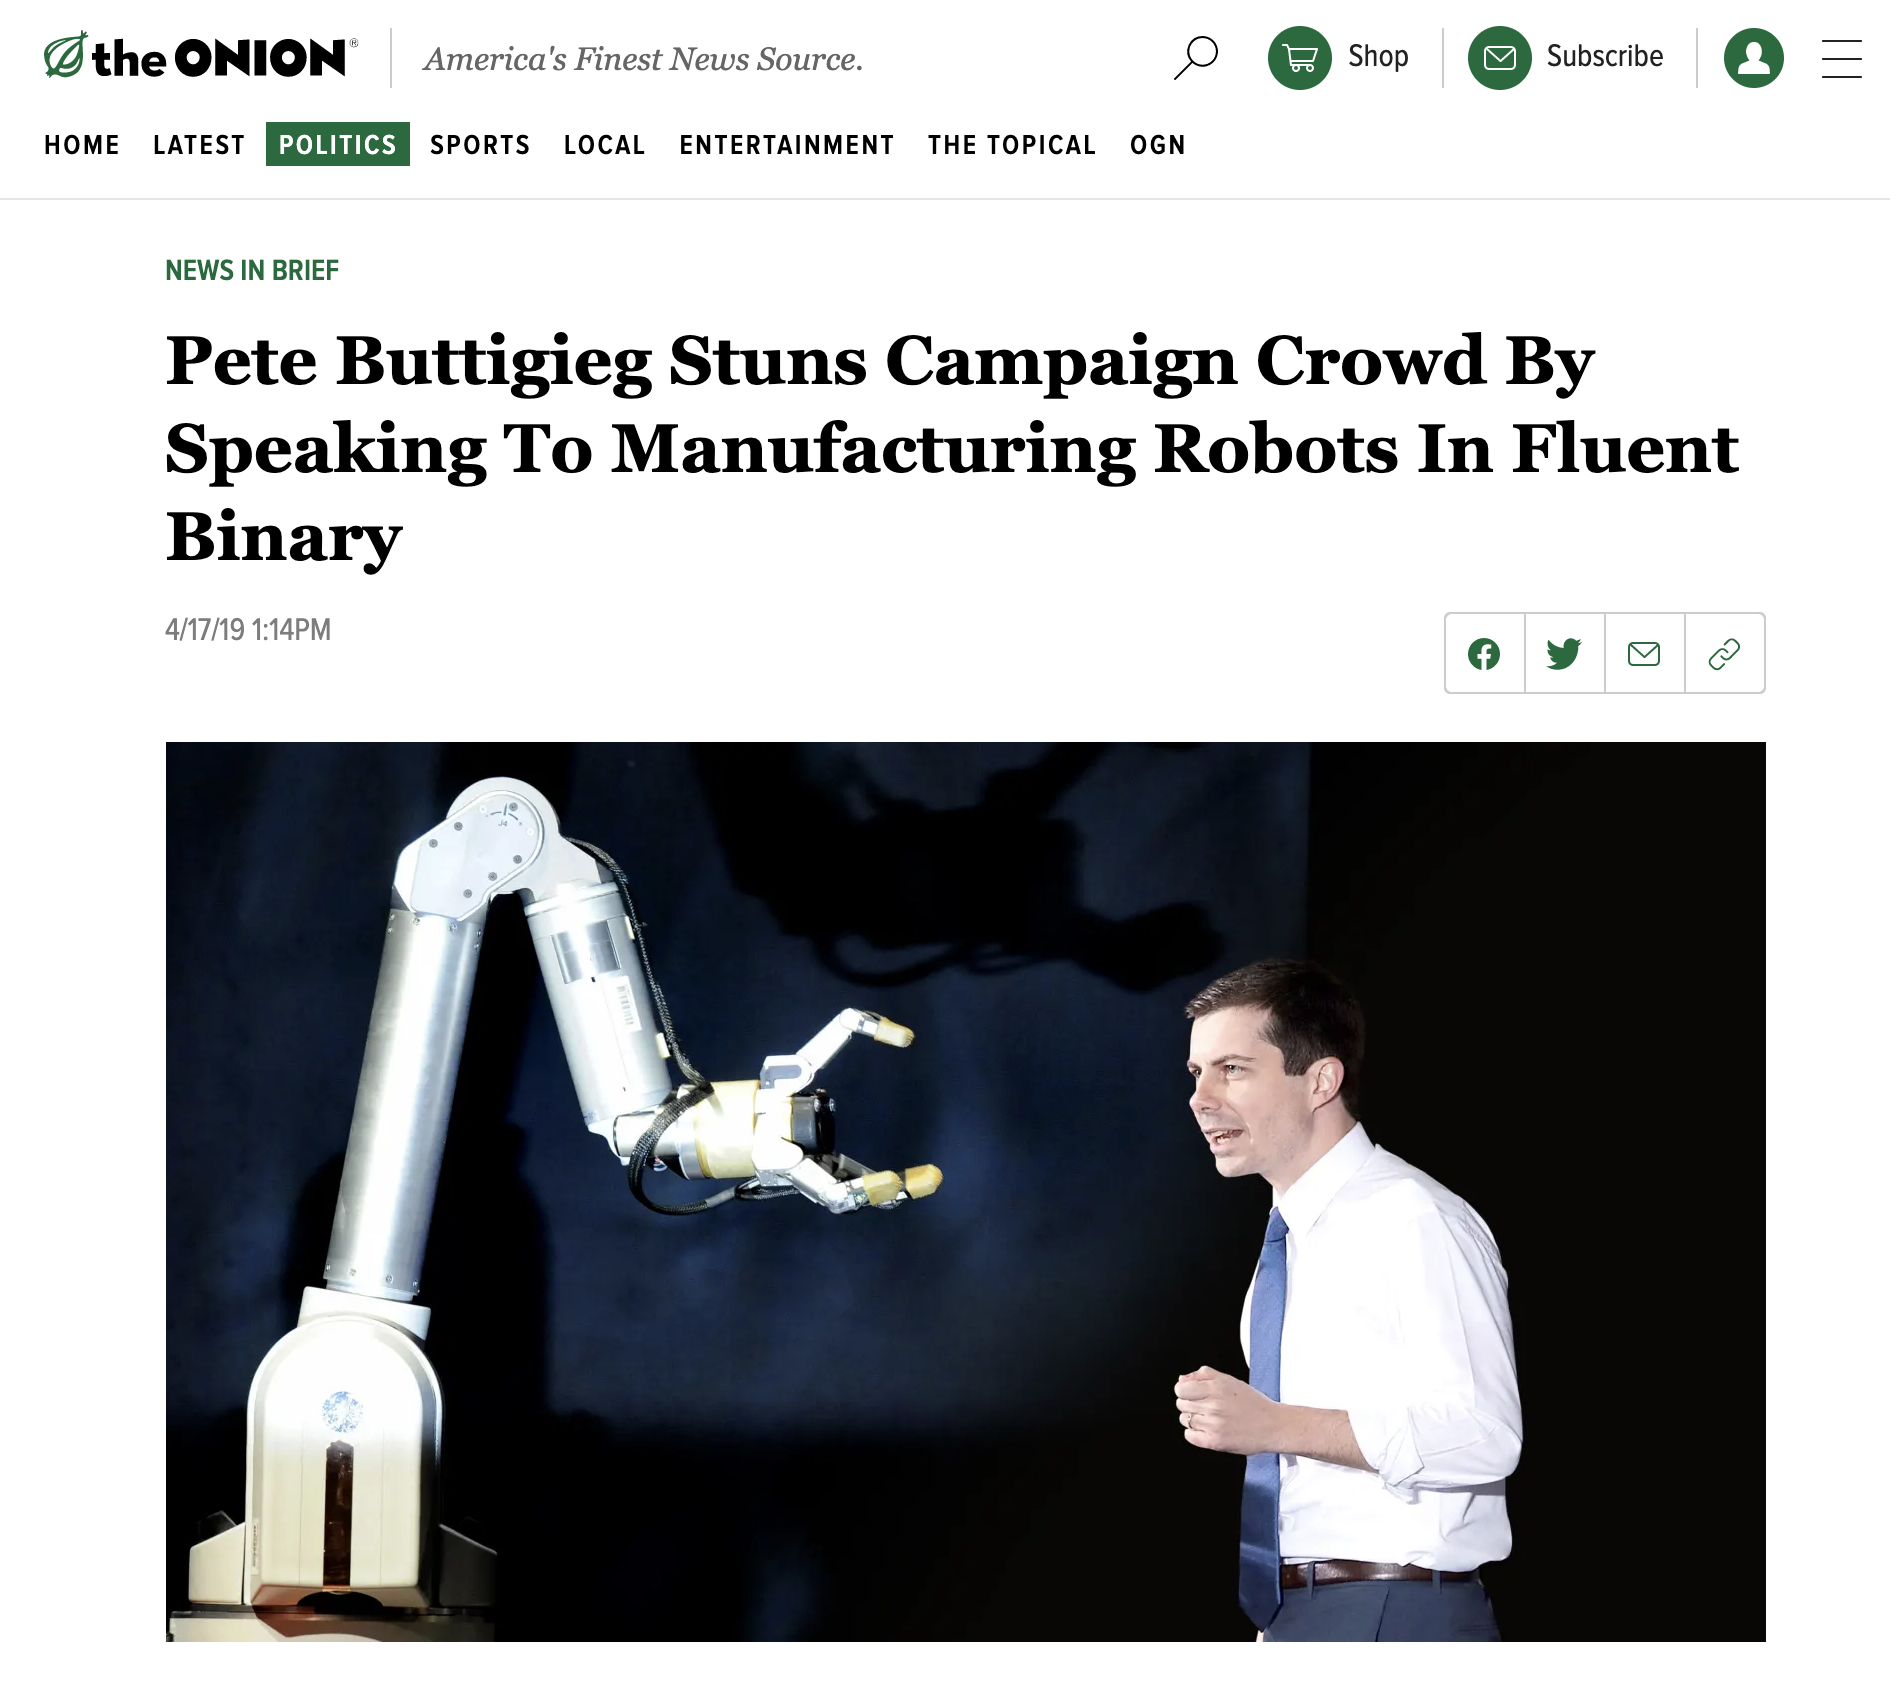 the ONION®
America's Finest News Source.
Shop
Subscribe
HOME LATEST POLITICS SPORTS LOCAL ENTERTAINMENT THE TOPICAL OGN
NEWS IN BRIEF
Pete Buttigieg Stuns Campaign Crowd By
Speaking To Manufacturing Robots In Fluent
Binary
4/17/19 1:14PM
J4